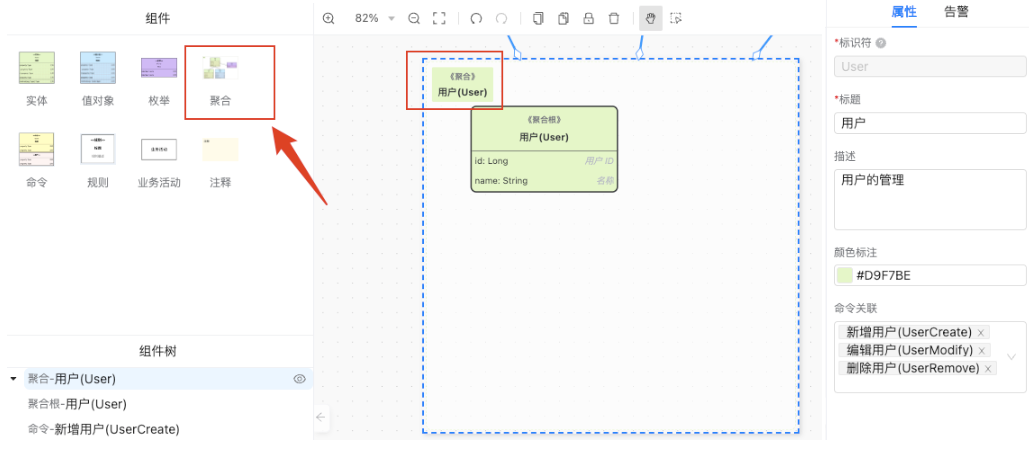 组件
82%
属性
告警
实体
值对象
枚举
聚合
命令
规则
业务活动
注释
《聚合》
用户(User)
《聚合根》
用户(User)
id: Long
用户 ID
name: String
名称
*标识符
User
*标题
用户
描述
用户的管理
颜色标注
#D9F7BE
命令关联
新增用户(UserCreate) ×
编辑用户(UserModify) ×
删除用户(UserRemove) ×
组件树
聚合-用户(User)
聚合根-用户(User)
命令-新增用户(UserCreate)